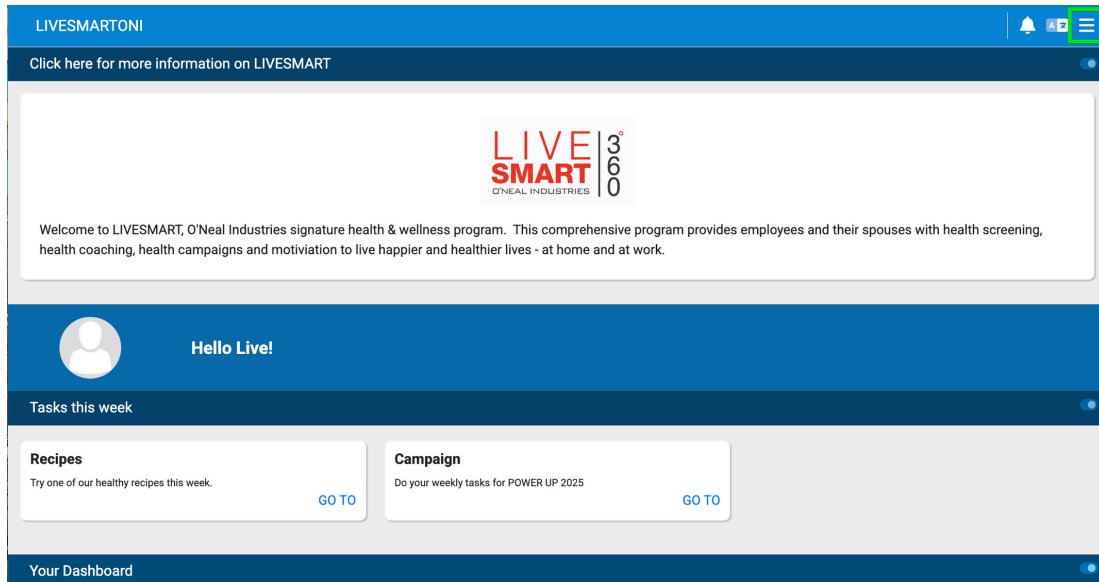 LIVESMARTONI
Click here for more information on LIVESMART
LIVE
SMART
O'NEAL INDUSTRIES
360°
Welcome to LIVESMART, O'Neal Industries signature health & wellness program. This comprehensive program provides employees and their spouses with health screening,
health coaching, health campaigns and motiviation to live happier and healthier lives - at home and at work.
Hello Live!
Tasks this week
Recipes
Try one of our healthy recipes this week.
GO TO
Campaign
Do your weekly tasks for POWER UP 2025
GO TO
Your Dashboard